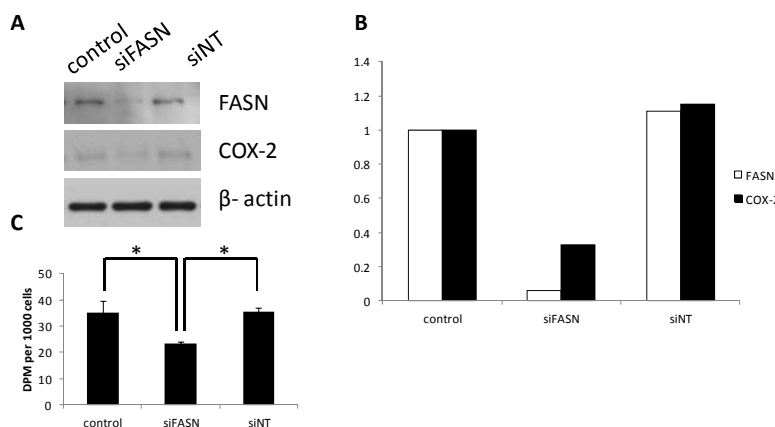 A
control siFASN siNT
FASN
COX-2
β- actin
B
1.4
1.2
1
0.8
0.6
0.4
0.2
0
control siFASN siNT
FASN
COX-2
C
* *
DPM per 1000 cells
50
40
30
20
10
0
control siFASN siNT